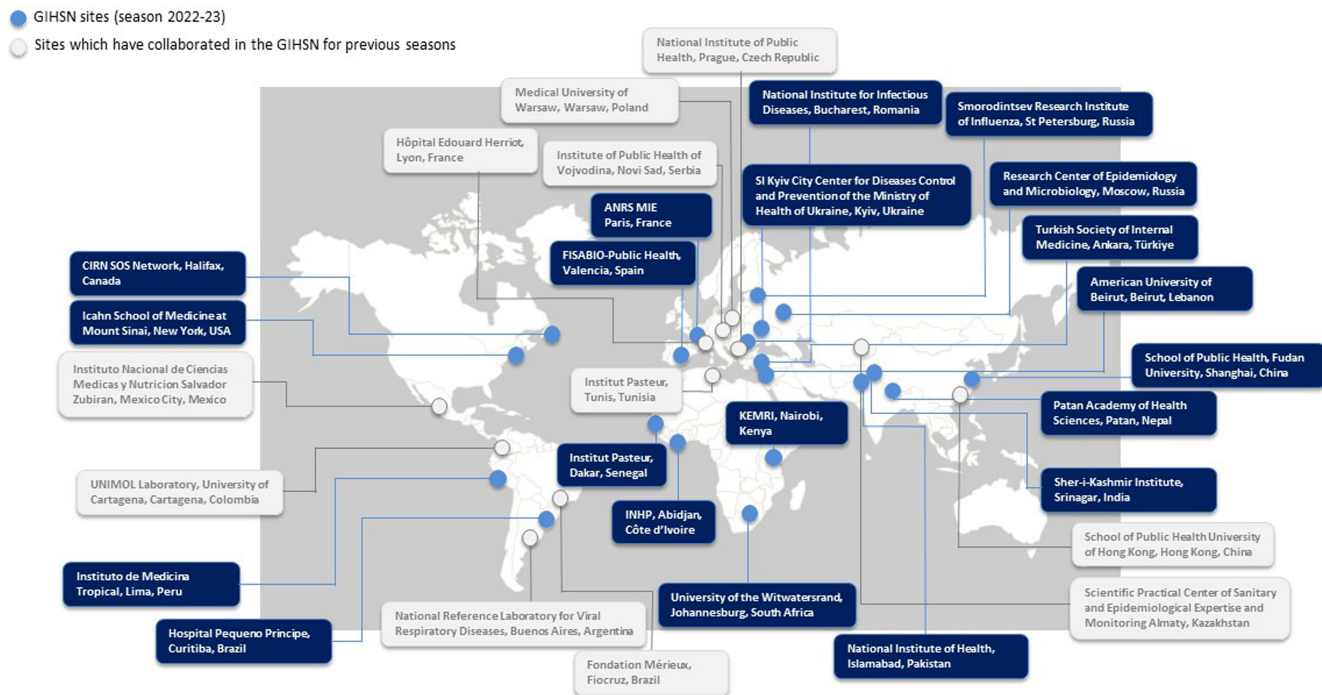 GIHSN sites (season 2022-23)
Sites which have collaborated in the GIHSN for previous seasons
National Institute of Public
Health, Prague, Czech Republic
Medical University of
Warsaw, Warsaw, Poland
National Institute for Infectious
Diseases, Bucharest, Romania
Smorodintsev Research Institute
of Influenza, St Petersburg, Russia
Hôpital Edouard Herriot,
Lyon, France
Institute of Public Health of
Vojvodina, Novi Sad, Serbia
SI Kyiv City Center for Diseases Control
and Prevention of the Ministry of
Health of Ukraine, Kyiv, Ukraine
Research Center of Epidemiology
and Microbiology, Moscow, Russia
ANRS MIE
Paris, France
Turkish Society of Internal
Medicine, Ankara, Türkiye
FISABIO-Public Health,
Valencia, Spain
CIRN SOS Network, Halifax,
Canada
American University of
Beirut, Beirut, Lebanon
Icahn School of Medicine at
Mount Sinai, New York, USA
Instituto Nacional de Ciencias
Medicas y Nutricion Salvador
Zubiran, Mexico City, Mexico
Institut Pasteur,
Tunis, Tunisia
School of Public Health, Fudan
University, Shanghai, China
KEMRI, Nairobi,
Kenya
Patan Academy of Health
Sciences, Patan, Nepal
Institut Pasteur,
Dakar, Senegal
UNIMOL Laboratory, University of
Cartagena, Cartagena, Colombia
Sher-i-Kashmir Institute,
Srinagar, India
INHP, Abidjan,
Côte d'Ivoire
School of Public Health University
of Hong Kong, Hong Kong, China
Instituto de Medicina
Tropical, Lima, Peru
University of the Witwatersrand,
Johannesburg, South Africa
Scientific Practical Center of Sanitary
and Epidemiological Expertise and
Monitoring Almaty, Kazakhstan
National Reference Laboratory for Viral
Respiratory Diseases, Buenos Aires, Argentina
Hospital Pequeno Principe,
Curitiba, Brazil
National Institute of Health,
Islamabad, Pakistan
Fondation Mérieux,
Fiocruz, Brazil